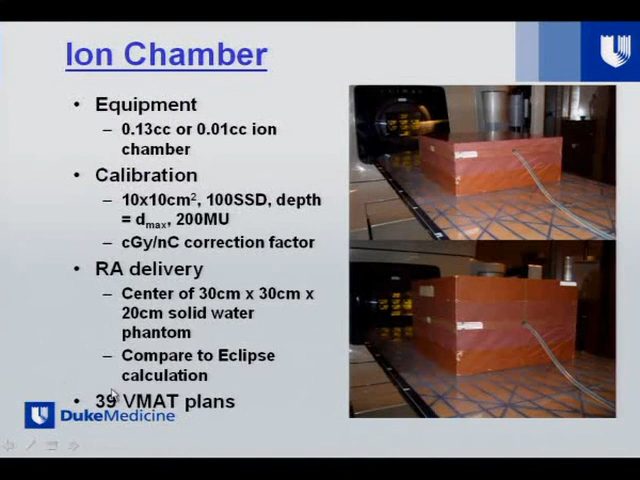 Ion Chamber
• Equipment
– 0.13cc or 0.01cc ion
chamber
• Calibration
– 10x10cm², 100SSD, depth
= dmax, 200MU
– cGy/nC correction factor
• RA delivery
– Center of 30cm x 30cm x
20cm solid water
phantom
– Compare to Eclipse
calculation
• 39 VMAT plans
DukeMedicine